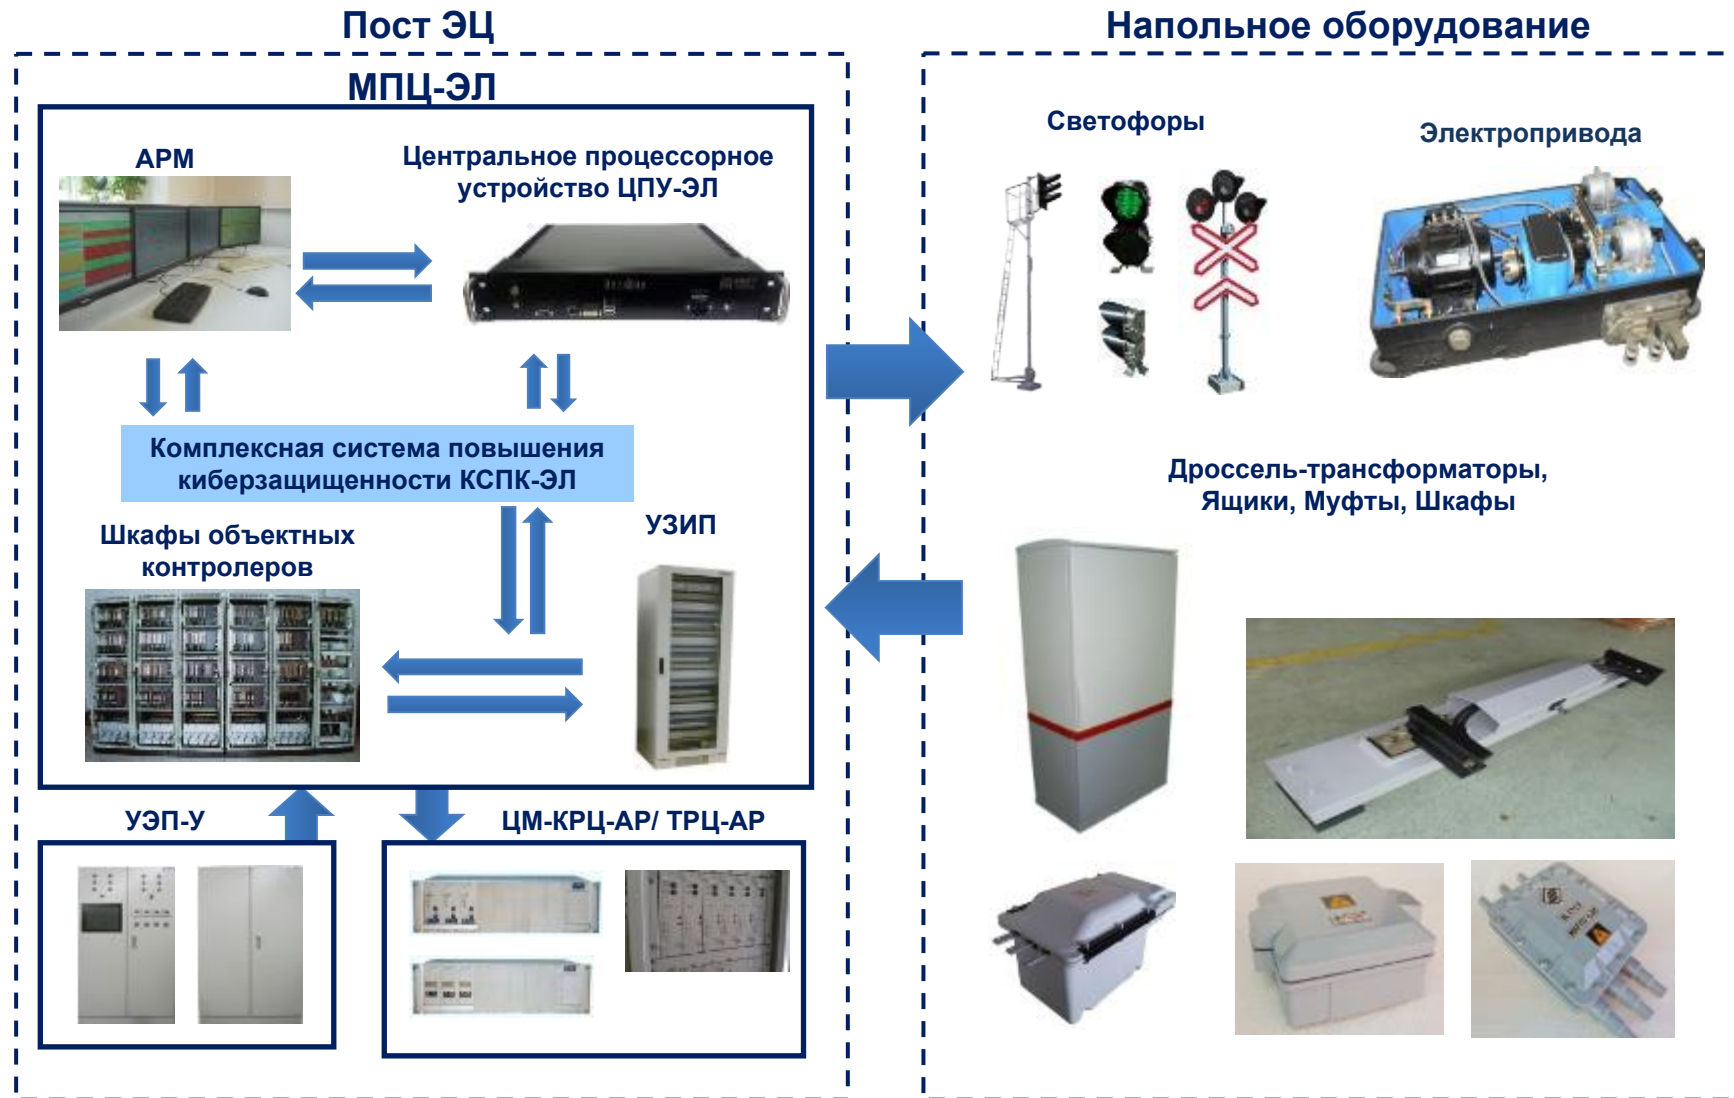 Пост ЭЦ
Напольное оборудование
МПЦ-ЭЛ
АРМ
Центральное процессорное
устройство ЦПУ-ЭЛ
Светофоры
Электропривода
Комплексная система повышения
киберзащищенности КСПК-ЭЛ
Шкафы объектных
контролеров
УЗИП
Дроссель-трансформаторы,
Ящики, Муфты, Шкафы
УЭП-У
ЦМ-КРЦ-АР/ ТРЦ-АР